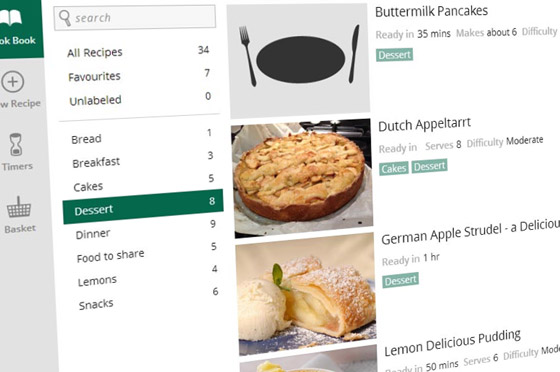 ok Book
w Recipe
Timers
Basket
search
All Recipes 34
Favourites 7
Unlabeled 0
Bread 1
Breakfast 3
Cakes 5
Dessert 8
Dinner 9
Food to share 5
Lemons 4
Snacks 6
Buttermilk Pancakes
Ready in 35 mins Makes about 6 Difficulty
Dessert
Dutch Appeltarrt
Ready in Serves 8 Difficulty Moderate
Cakes Dessert
German Apple Strudel - a Delicious
Ready in 1 hr
Dessert
Lemon Delicious Pudding
Ready in 50 mins Serves 6 Difficulty Mode